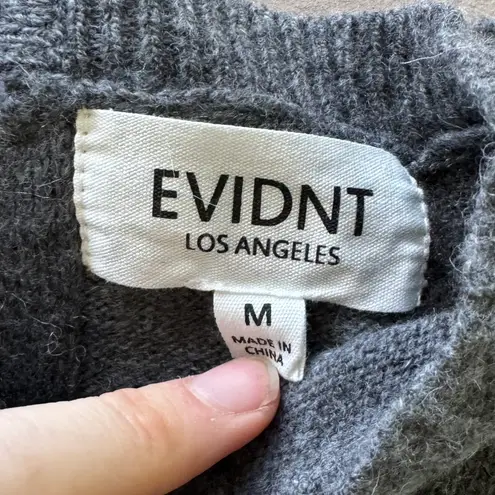 EVIDNT
LOS ANGELES
M
MADE IN
CHINA